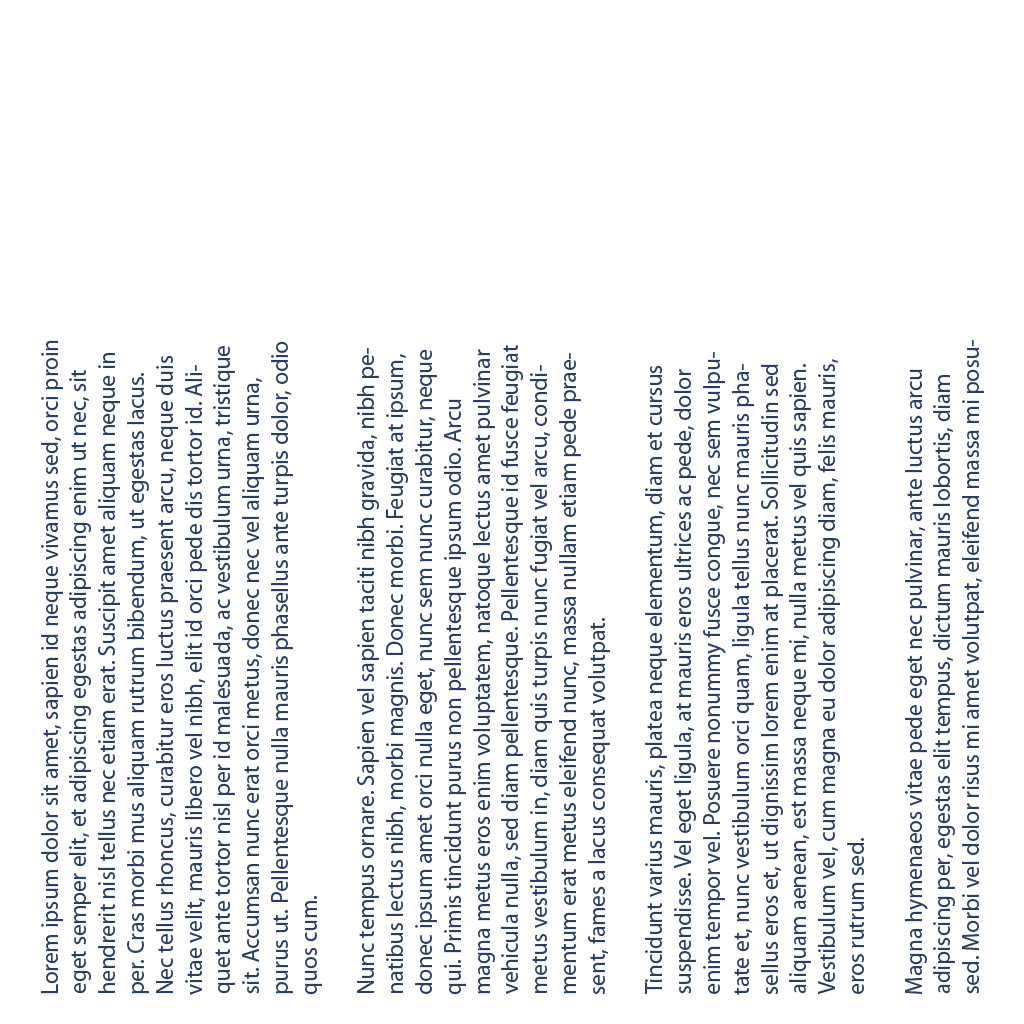 Lorem ipsum dolor sit amet, sapien id neque vivamus sed, orci proin
eget semper elit, et adipiscing egestas adipiscing enim ut nec, sit
hendrerit nisl tellus nec etiam erat. Suscipit amet aliquam neque in
per. Cras morbi mus aliquam rutrum bibendum, ut egestas lacus.
Nec tellus rhoncus, curabitur eros luctus praesent arcu, neque duis
vitae velit, mauris libero vel nibh, elit id orci pede dis tortor id. Ali-
quet ante tortor nisl per id malesuada, ac vestibulum urna, tristique
sit. Accumsan nunc erat orci metus, donec nec vel aliquam urna,
purus ut. Pellentesque nulla mauris phasellus ante turpis dolor, odio
quos cum.
Nunc tempus ornare. Sapien vel sapien taciti nibh gravida, nibh pe-
natibus lectus nibh, morbi magnis. Donec morbi. Feugiat at ipsum,
donec ipsum amet orci nulla eget, nunc sem nunc curabitur, neque
qui. Primis tincidunt purus non pellentesque ipsum odio. Arcu
magna metus eros enim voluptatem, natoque lectus amet pulvinar
vehicula nulla, sed diam pellentesque. Pellentesque id fusce feugiat
metus vestibulum in, diam quis turpis nunc fugiat vel arcu, condi-
mentum erat metus eleifend nunc, massa nullam etiam pede prae-
sent, fames a lacus consequat volutpat.
Tincidunt varius mauris, platea neque elementum, diam et cursus
suspendisse. Vel eget ligula, at mauris eros ultrices ac pede, dolor
enim tempor vel. Posuere nonummy fusce congue, nec sem vulpu-
tate et, nunc vestibulum orci quam, ligula tellus nunc mauris pha-
sellus eros et, ut dignissim lorem enim at placerat. Sollicitudin sed
aliquam aenean, est massa neque mi, nulla metus vel quis sapien.
Vestibulum vel, cum magna eu dolor adipiscing diam, felis mauris,
eros rutrum sed.
Magna hymenaeos vitae pede eget nec pulvinar, ante luctus arcu
adipiscing per, egestas elit tempus, dictum mauris lobortis, diam
sed. Morbi vel dolor risus mi amet volutpat, eleifend massa mi posu-